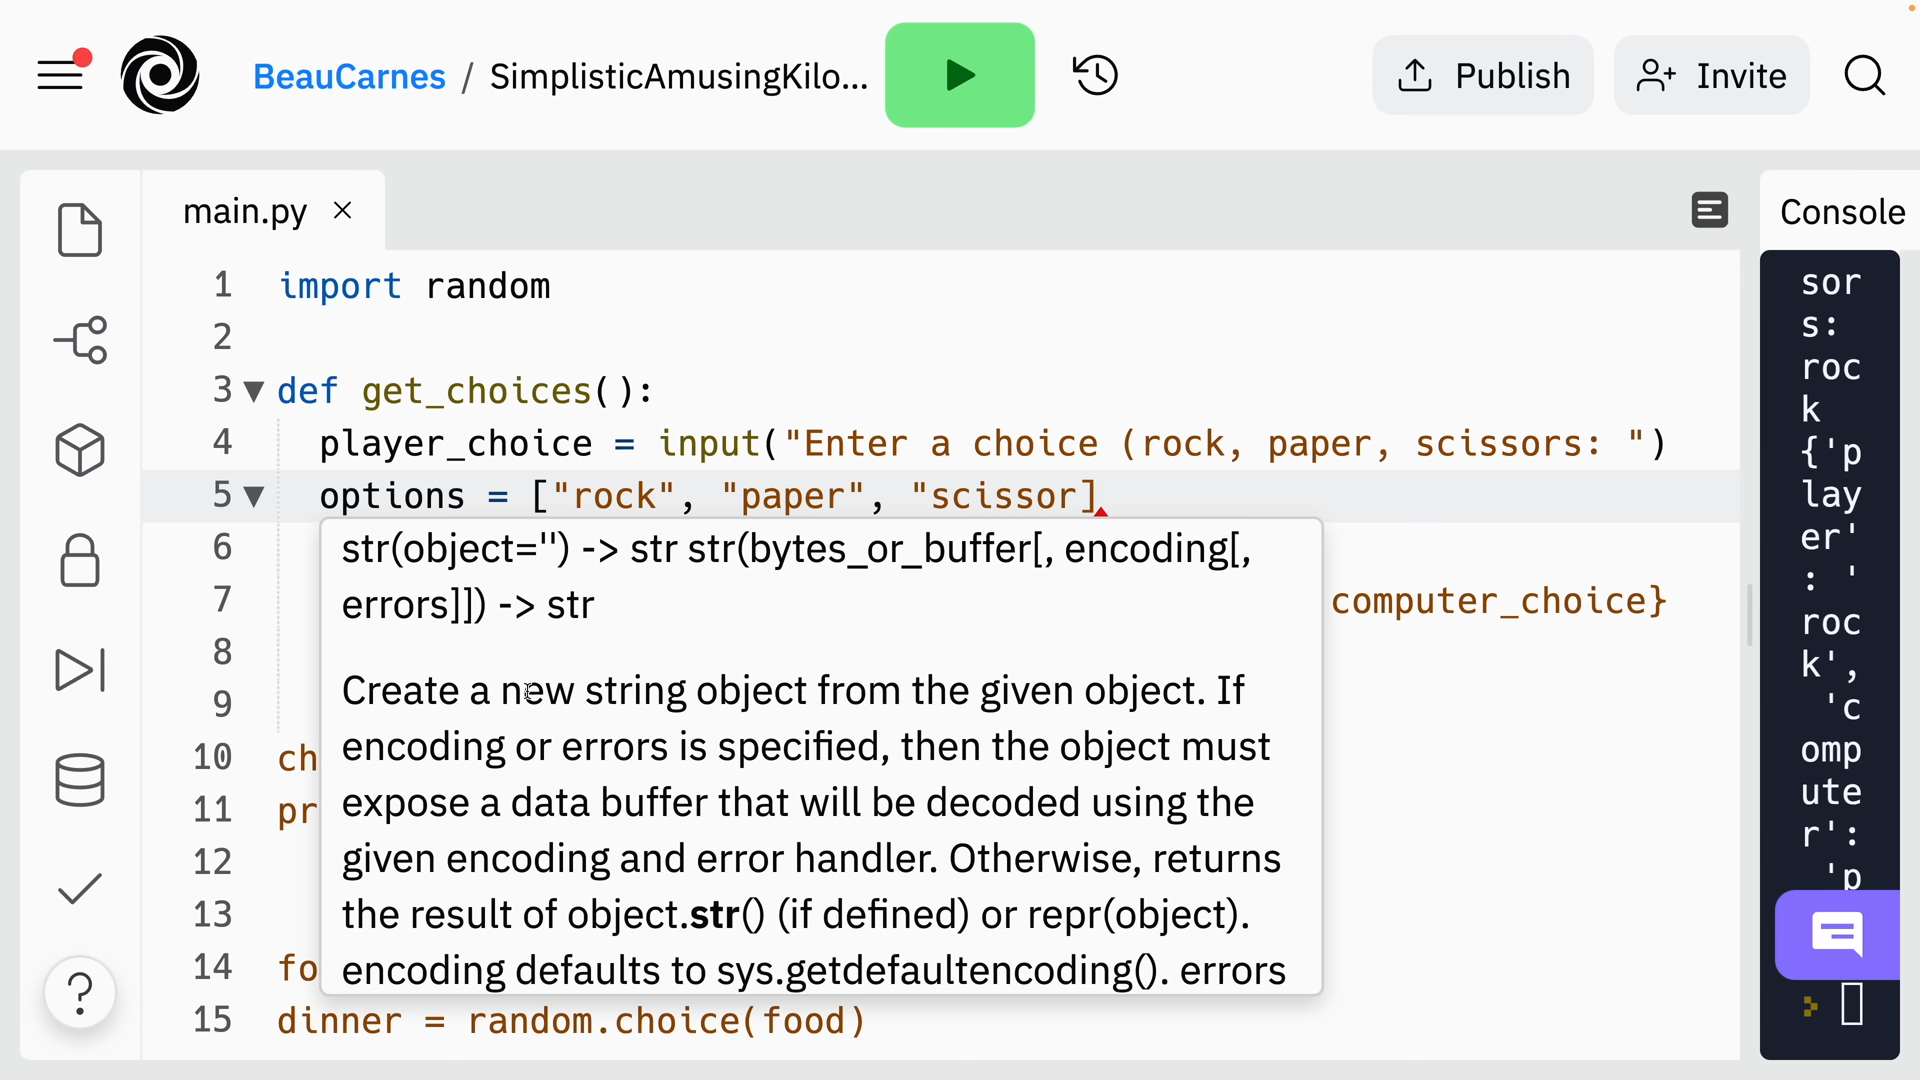 BeauCarnes / SimplisticAmusingKilo...
Publish
Invite
main.py
Console
1 import random
2
3 def get_choices():
4 player_choice = input("Enter a choice (rock, paper, scissors: ")
5 options = ["rock", "paper", "scissor]
6
7 computer_choice}
8
9
10 ch
11 pr
12
13
14 fo
15 dinner = random.choice(food)
str(object='') -> str str(bytes_or_buffer[, encoding[,
errors]]) -> str
Create a new string object from the given object. If
encoding or errors is specified, then the object must
expose a data buffer that will be decoded using the
given encoding and error handler. Otherwise, returns
the result of object.str() (if defined) or repr(object).
encoding defaults to sys.getdefaultencoding(). errors
sor
s:
roc
k
{'p
lay
er'
: '
roc
k',
'c
omp
ute
r':
'p
?